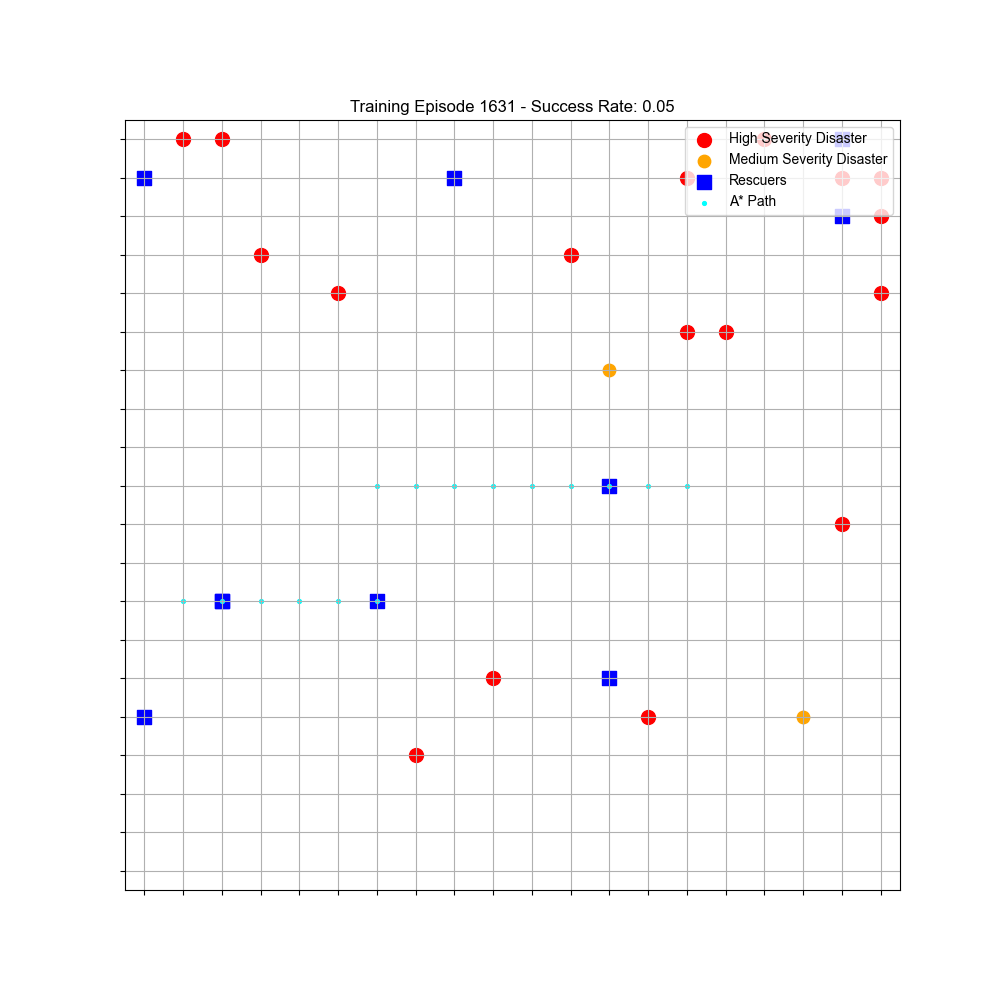 Training Episode 1631 - Success Rate: 0.05
High Severity Disaster
Medium Severity Disaster
Rescuers
A* Path